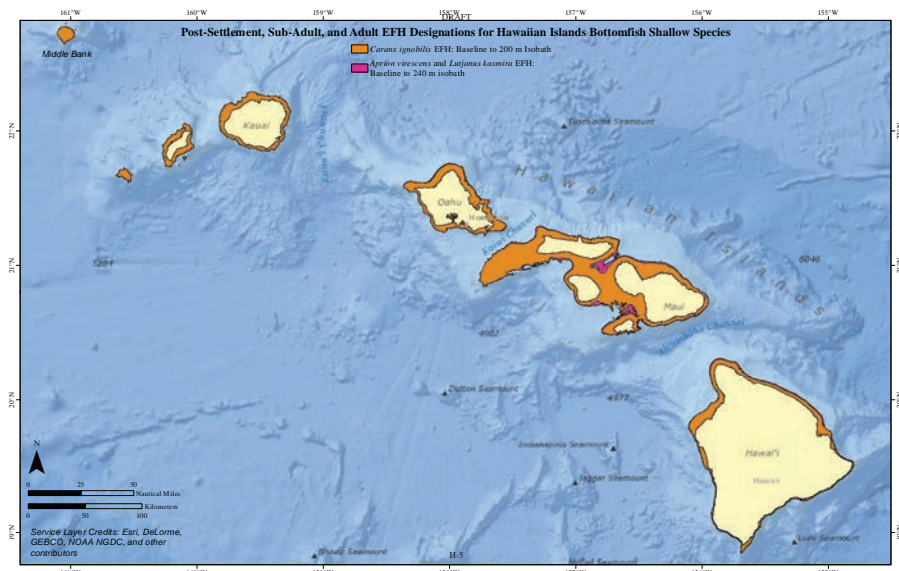 161°W 160°W 159°W 158°W 157°W 156°W 155°W
DRAFT
Post-Settlement, Sub-Adult, and Adult EFH Designations for Hawaiian Islands Bottomfish Shallow Species
Caranx ignobilis EFH: Baseline to 200 m Isobath
Aprion virescens and Lutjanus kasmira EFH:
Baseline to 240 m isobath
Middle Bank
Kauai
Tuscaloosa Seamount
22°N
Hawaiian Islands
Oahu
Kaiwi Channel
21°N
5284
6046
Maui
4902
Alenuihaha Channel
Dutton Seamount
4977
20°N
Indianapolis Seamount
Jaggar Seamount
Hawai'i
Hawaii
N
0 25 50
Nautical Miles
Kilometers
0 50 100
Service Layer Credits: Esri, DeLorme,
GEBCO, NOAA NGDC, and other
contributors
19°N
Bishop Seamount
H-5
Loihi Seamount